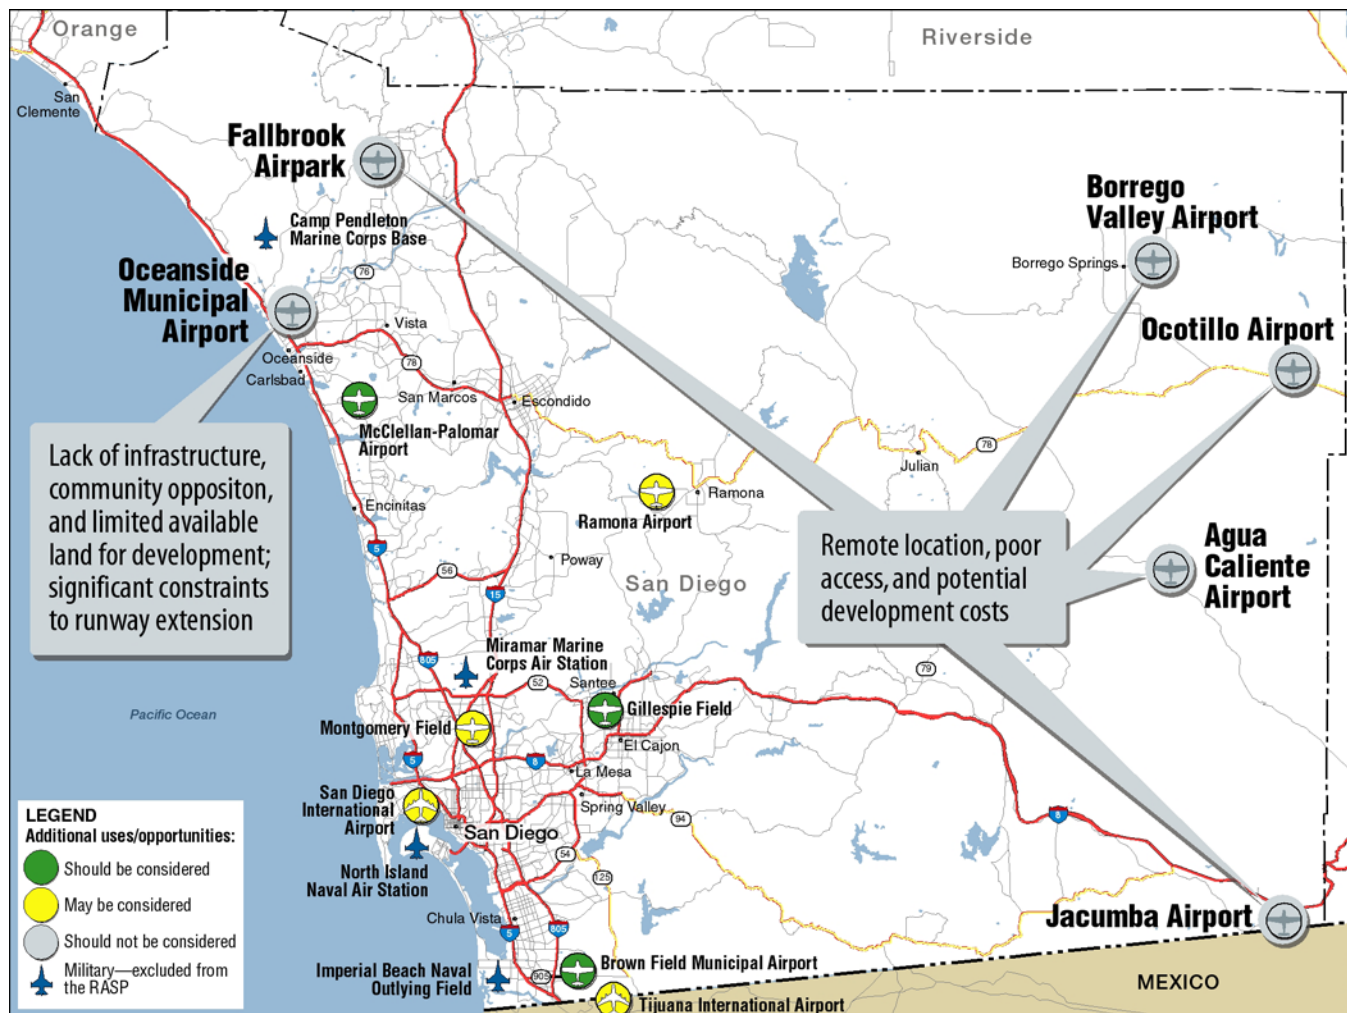 Orange
Riverside
San
Clemente
Fallbrook
Airpark
Camp Pendleton
Marine Corps Base
Borrego
Valley Airport
Borrego Springs
Oceanside
Municipal
Airport
76
Ocotillo Airport
Vista
Oceanside
Carlsbad
78
San Marcos
Escondido
McClellan-Palomar
Airport
78
Julian
Lack of infrastructure,
community oppositon,
and limited available
land for development;
significant constraints
to runway extension
Encinitas
Ramona
Ramona Airport
Remote location, poor
access, and potential
development costs
Agua
Caliente
Airport
5
56
Poway
15
San Diego
805
Miramar Marine
Corps Air Station
52
Santee
79
Pacific Ocean
Montgomery Field
Gillespie Field
El Cajon
5
8
La Mesa
San Diego
International
Airport
Spring Valley
94
8
San Diego
54
125
North Island
Naval Air Station
Chula Vista
5
805
Jacumba Airport
Imperial Beach Naval
Outlying Field
905
Brown Field Municipal Airport
Tijuana International Airport
MEXICO
LEGEND
Additional uses/opportunities:
Should be considered
May be considered
Should not be considered
Military—excluded from
the RASP